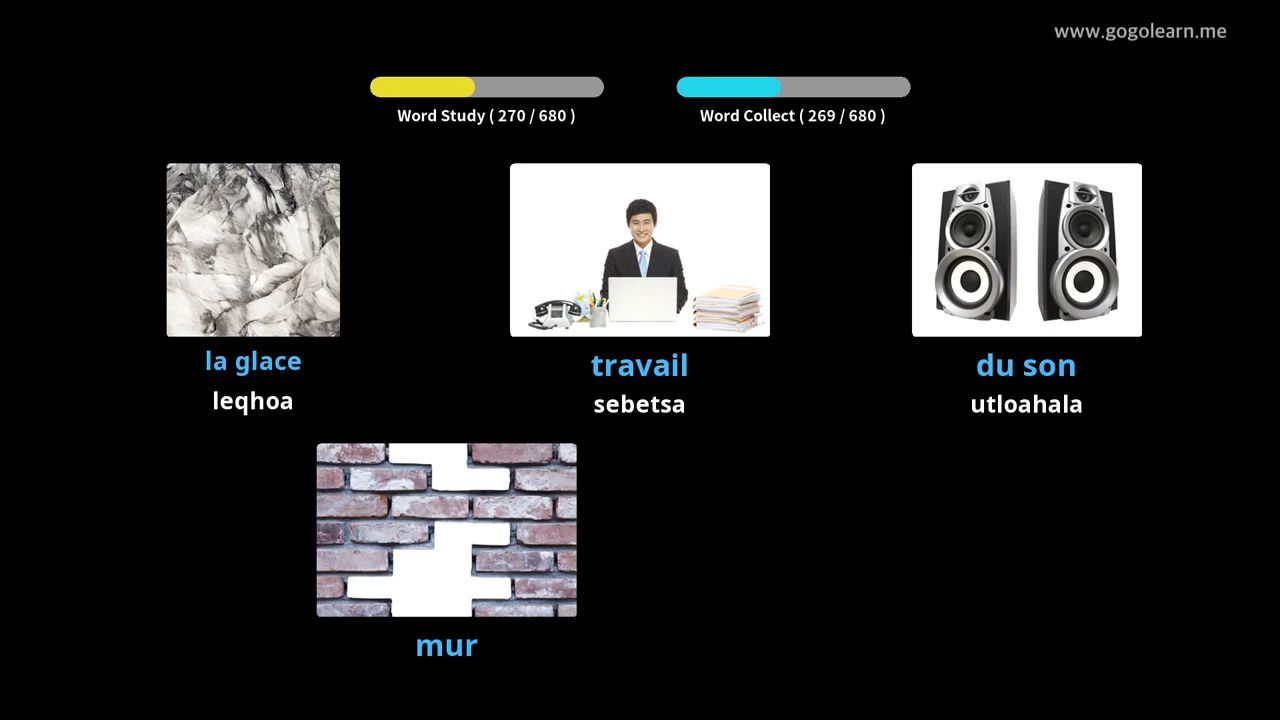 www.gogolearn.me
Word Study ( 270 / 680 )
Word Collect ( 269 / 680 )
la glace
leqhoa
travail
sebetsa
du son
utloahala
mur